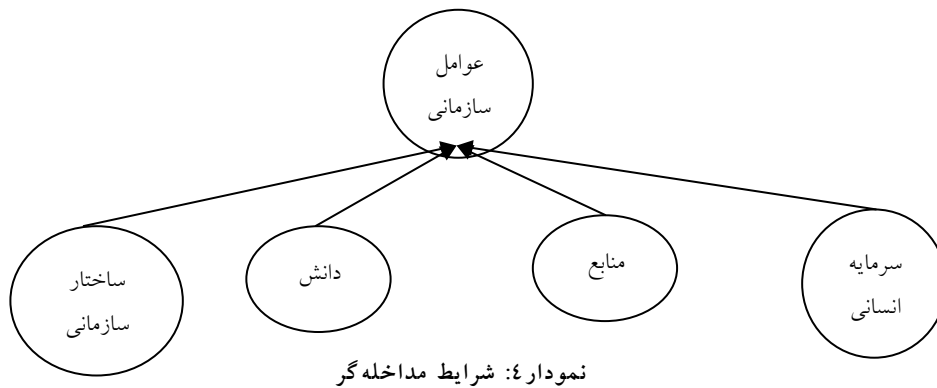 عوامل
سازمانی
سرمایه
انسانی
منابع
دانش
ساختار
سازمانی
نمودار٤: شرایط مداخله‌گر